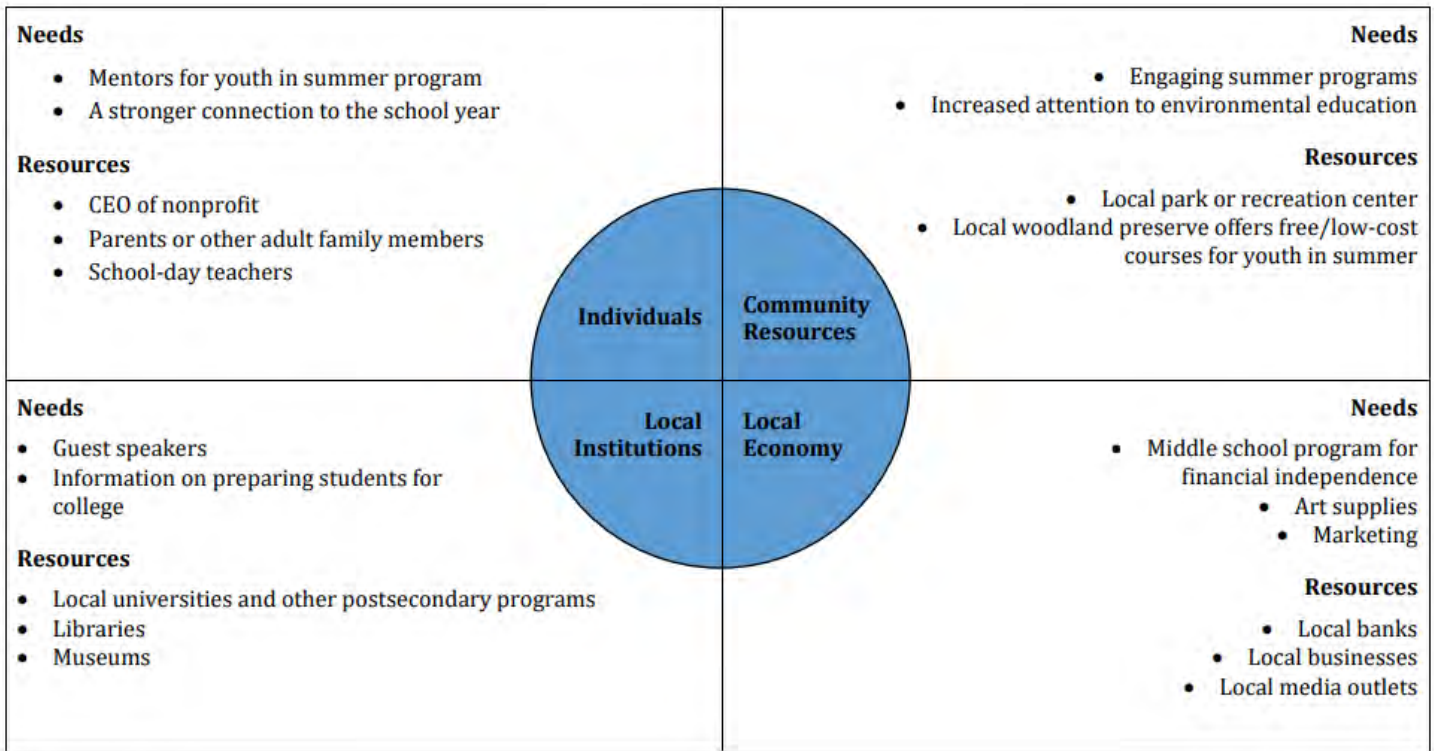 Needs
• Mentors for youth in summer program
• A stronger connection to the school year
Resources
• CEO of nonprofit
• Parents or other adult family members
• School-day teachers
Individuals
Needs
• Engaging summer programs
• Increased attention to environmental education
Resources
• Local park or recreation center
• Local woodland preserve offers free/low-cost
courses for youth in summer
Community
Resources
Needs
• Guest speakers
• Information on preparing students for
college
Resources
• Local universities and other postsecondary programs
• Libraries
• Museums
Local
Institutions
Needs
• Middle school program for
financial independence
• Art supplies
• Marketing
Resources
• Local banks
• Local businesses
• Local media outlets
Local
Economy